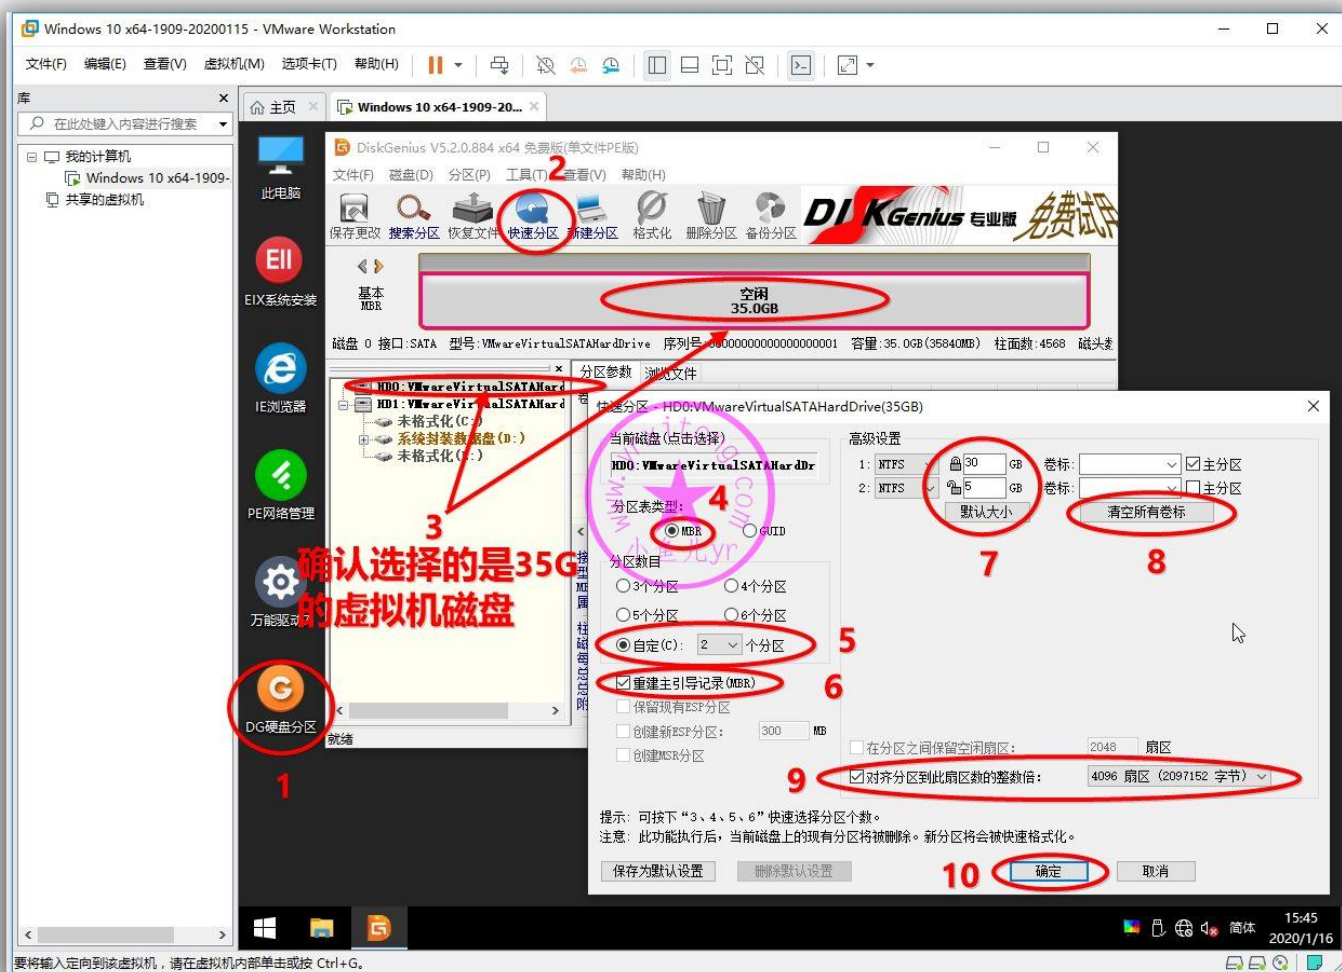 Windows 10 x64-1909-20200115 - VMware Workstation
文件(F) 编辑(E) 查看(V) 虚拟机(M) 选项卡(T) 帮助(H)
库
主页
Windows 10 x64-1909-20...
在此处键入内容进行搜索
我的计算机
Windows 10 x64-1909-
共享的虚拟机
此电脑
EII
EIX系统安装
IE浏览器
PE网络管理
万能驱动
DG硬盘分区
1
DiskGenius V5.2.0.884 x64 免费版(单文件PE版)
文件(F) 磁盘(D) 分区(P) 工具(T) 查看(V) 帮助(H)
2
保存更改 搜索分区 恢复文件 快速分区 新建分区 格式化 删除分区 备份分区
DISKGenius 专业版 免费试用
基本
MBR
空闲
35.0GB
磁盘 0 接口:SATA 型号:VMwareVirtualSATAHardDrive 序列号:00000000000000000001 容量:35.0GB(35840MB) 柱面数:4568 磁头数
HD0:VMwareVirtualSATAHard
HD1:VMwareVirtualSATAHard
未格式化(C:)
系统封装数据盘(D:)
未格式化(E:)
分区参数 浏览文件
3
确认选择的是35G
的虚拟机磁盘
就绪
快速分区 - HD0:VMwareVirtualSATAHardDrive(35GB)
当前磁盘(点击选择)
HD0:VMwareVirtualSATAHardDr
分区表类型:
4
MBR GUID
分区数目
3个分区 4个分区
5个分区 6个分区
自定(C): 2 个分区
5
重建主引导记录(MBR)
6
保留现有ESP分区
创建新ESP分区: 300 MB
创建MSR分区
高级设置
1: NTFS 30 GB 卷标: 主分区
2: NTFS 5 GB 卷标: 主分区
默认大小 清空所有卷标
7
8
在分区之间保留空闲扇区: 2048 扇区
9
对齐分区到此扇区数的整数倍: 4096 扇区 (2097152 字节)
提示: 可按下“3、4、5、6”快速选择分区个数。
注意: 此功能执行后，当前磁盘上的现有分区将被删除。新分区将会被快速格式化。
保存为默认设置 删除默认设置 10 确定 取消
www.yrxitong.com
小鱼儿yr
简体
15:45
2020/1/16
要将输入定向到该虚拟机，请在虚拟机内部单击或按 Ctrl+G。